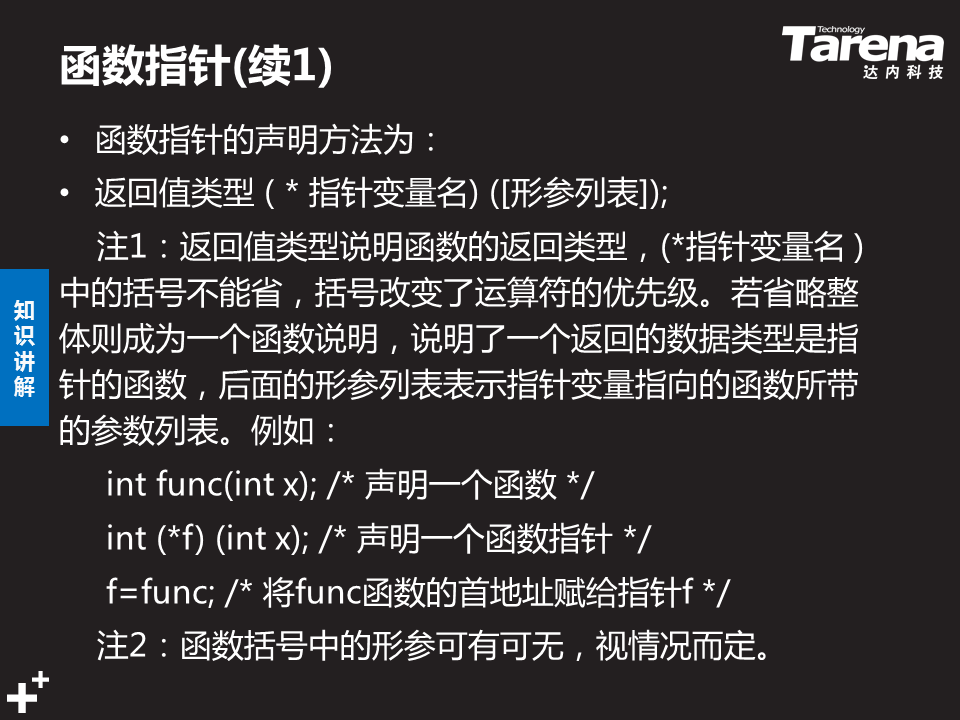 函数指针(续1)
Technology
Tarena
达内科技
• 函数指针的声明方法为：
• 返回值类型 ( * 指针变量名) ([形参列表]);
注1：返回值类型说明函数的返回类型，(*指针变量名 )
中的括号不能省，括号改变了运算符的优先级。若省略整
体则成为一个函数说明，说明了一个返回的数据类型是指
针的函数，后面的形参列表表示指针变量指向的函数所带
的参数列表。例如：
int func(int x); /* 声明一个函数 */
int (*f) (int x); /* 声明一个函数指针 */
f=func; /* 将func函数的首地址赋给指针f */
注2：函数括号中的形参可有可无，视情况而定。
知
识
讲
解